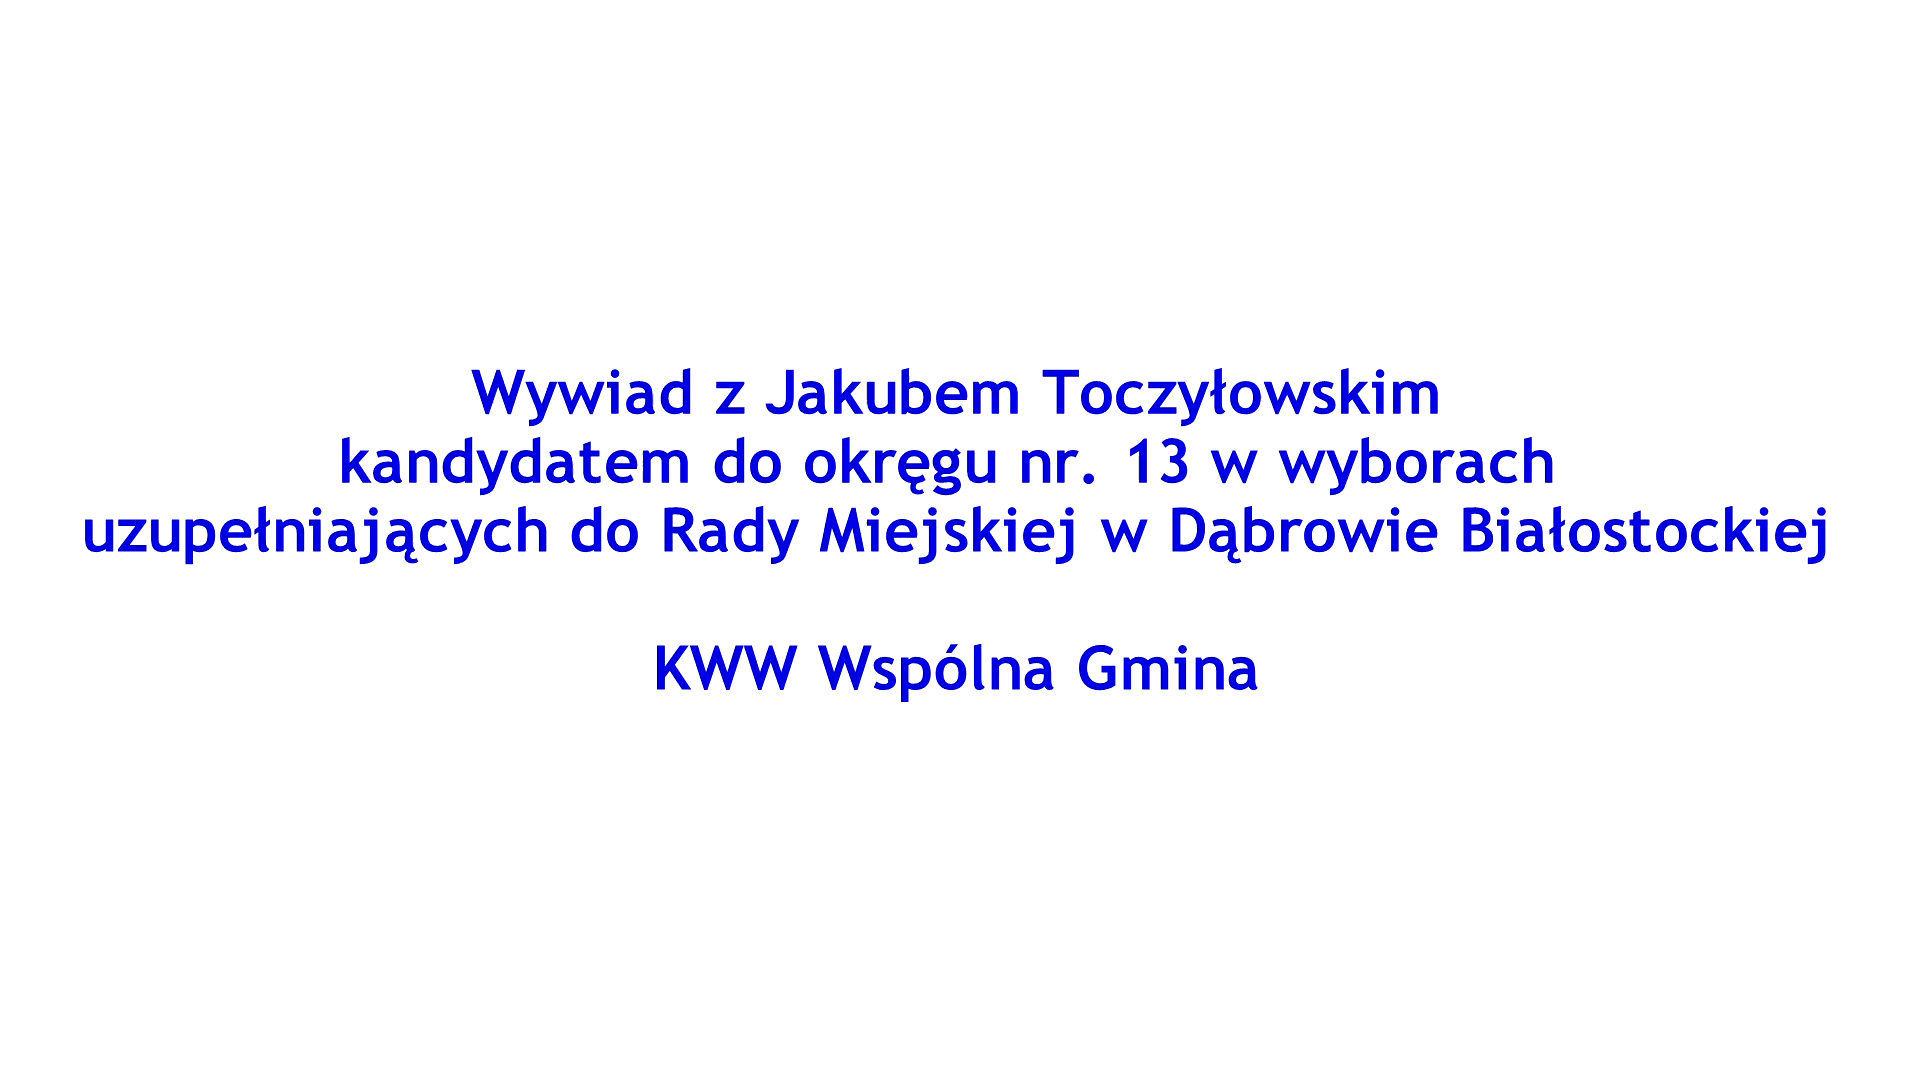 Wywiad z Jakubem Toczyłowskim
kandydatem do okręgu nr. 13 w wyborach
uzupełniających do Rady Miejskiej w Dąbrowie Białostockiej
KWW Wspólna Gmina